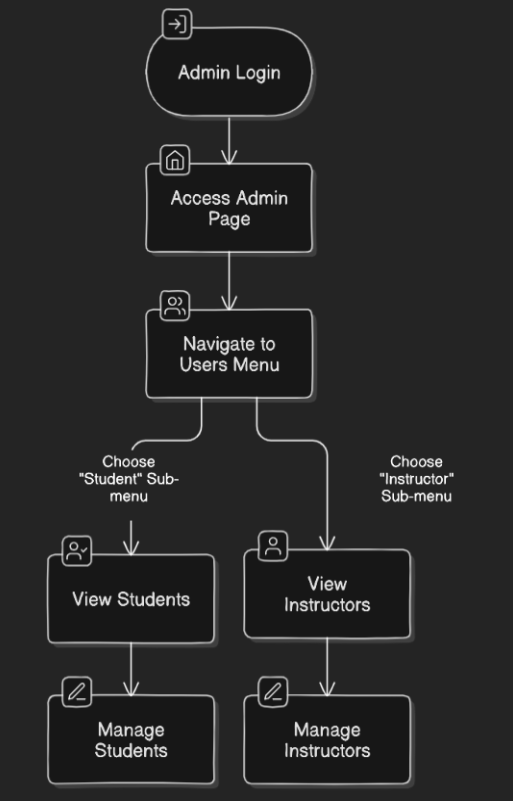 Admin Login
Access Admin
Page
Navigate to
Users Menu
Choose
"Student" Sub-
menu
Choose
"Instructor"
Sub-menu
View Students
View
Instructors
Manage
Students
Manage
Instructors